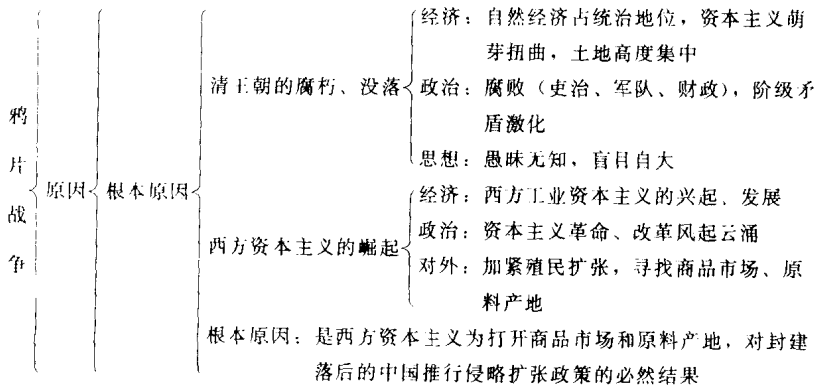 鸦片战争
原因
根本原因
清王朝的腐朽、没落
经济：自然经济占统治地位，资本主义萌
芽扭曲，土地高度集中
政治：腐败（吏治、军队、财政），阶级矛
盾激化
思想：愚昧无知，盲目自大
西方资本主义的崛起
经济：西方工业资本主义的兴起、发展
政治：资本主义革命、改革风起云涌
对外：加紧殖民扩张，寻找商品市场、原
料产地
根本原因：是西方资本主义为打开商品市场和原料产地，对封建
落后的中国推行侵略扩张政策的必然结果